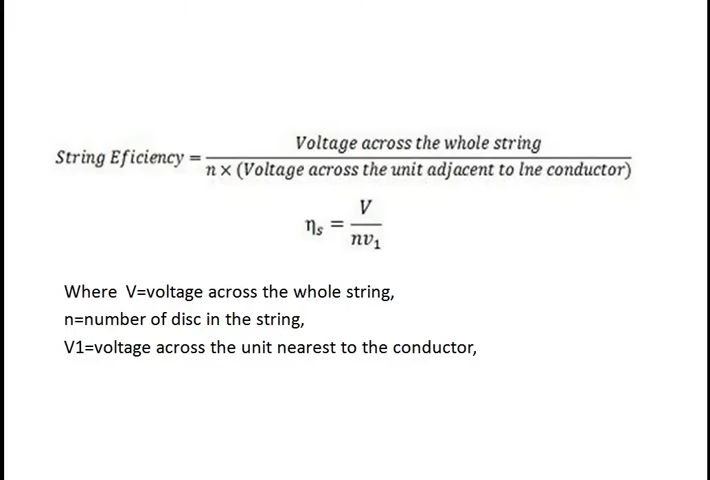 String Eficiency = Voltage across the whole string / n × (Voltage across the unit adjacent to lne conductor)
ηs = V / nv1
Where V=voltage across the whole string,
n=number of disc in the string,
V1=voltage across the unit nearest to the conductor,